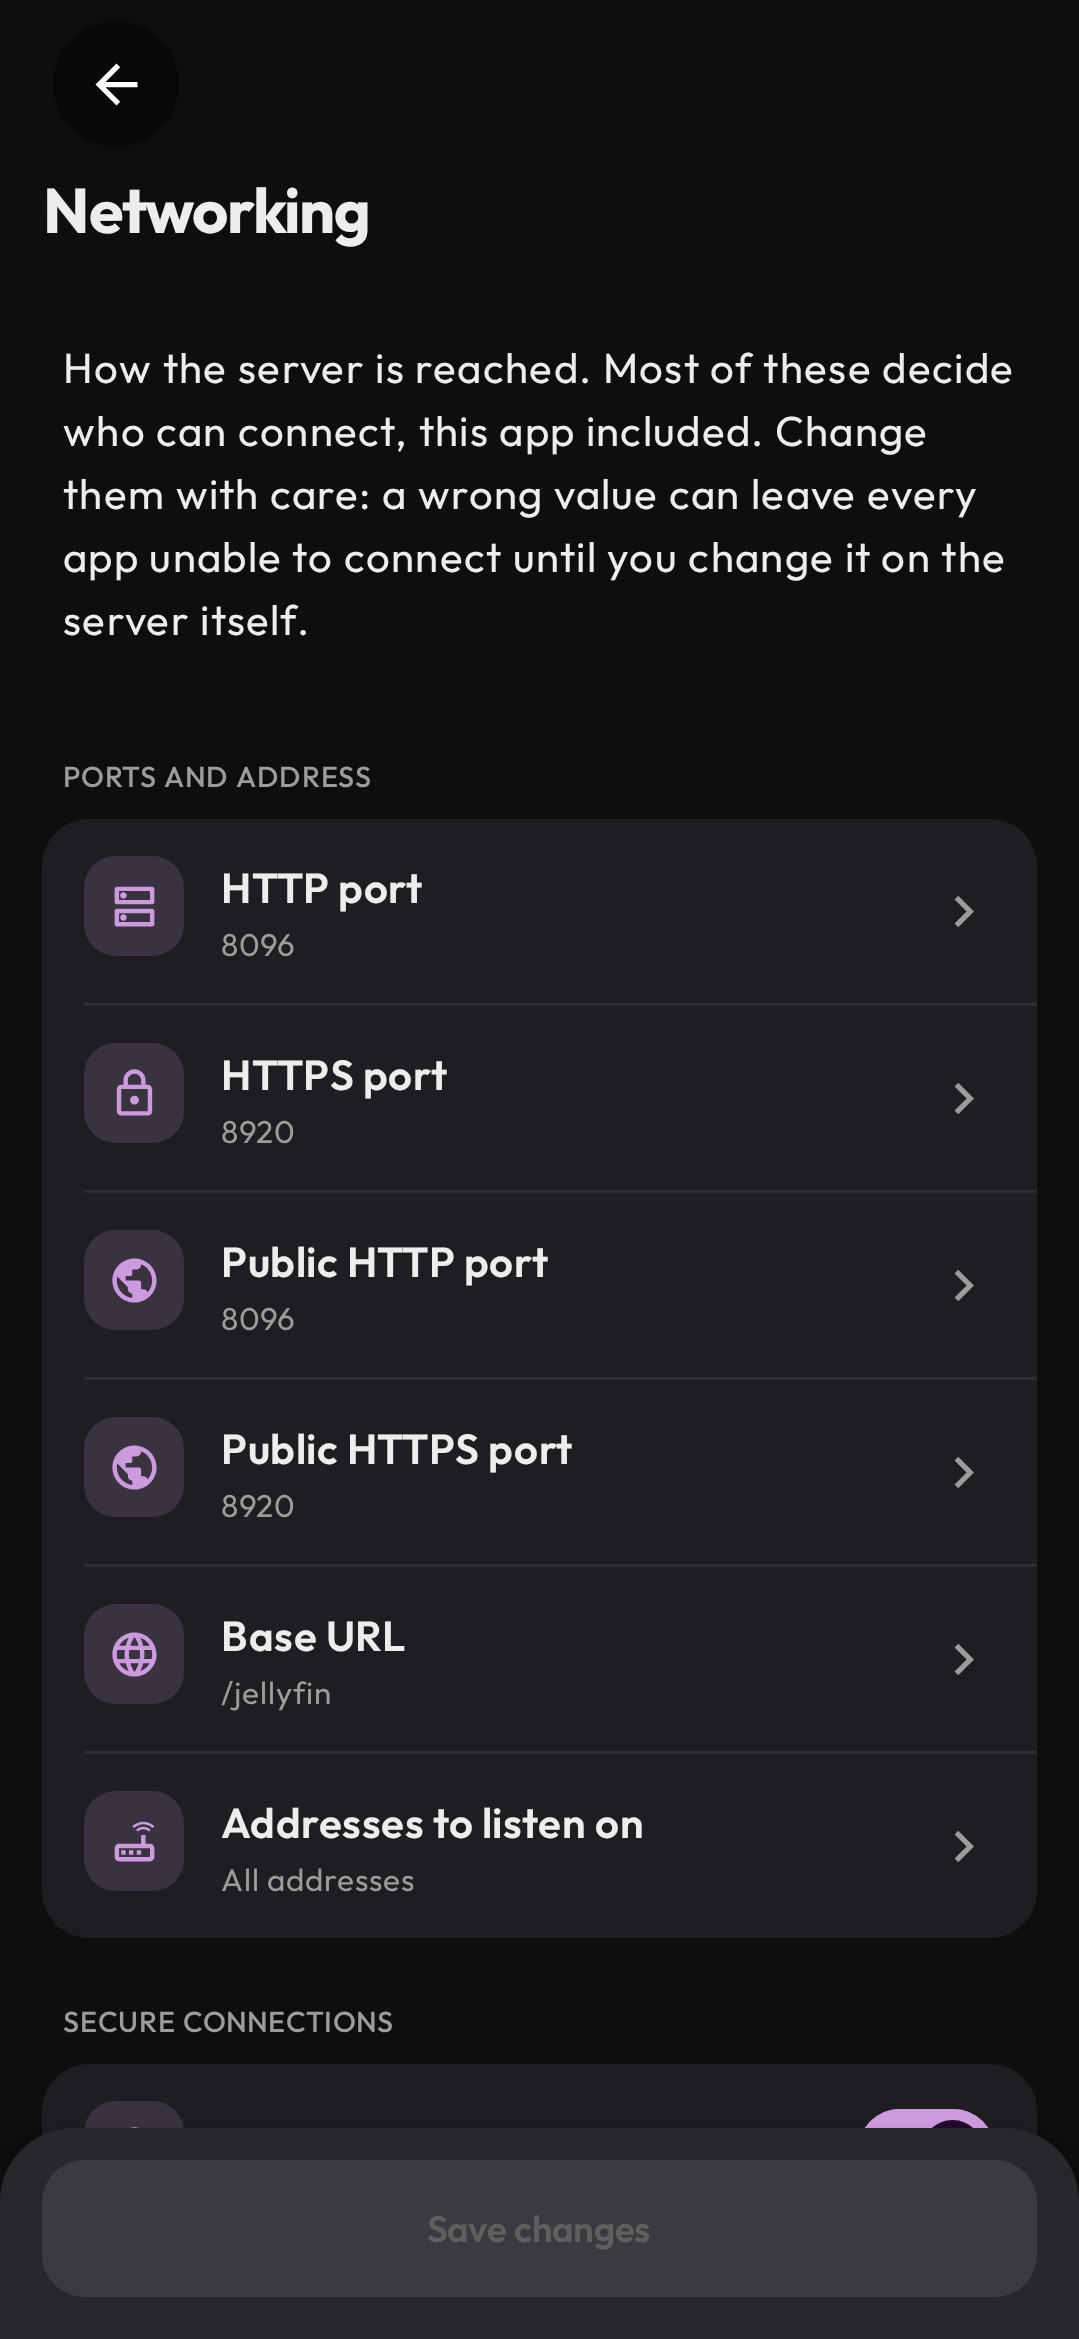 Networking
How the server is reached. Most of these decide
who can connect, this app included. Change
them with care: a wrong value can leave every
app unable to connect until you change it on the
server itself.
PORTS AND ADDRESS
HTTP port
8096
HTTPS port
8920
Public HTTP port
8096
Public HTTPS port
8920
Base URL
/jellyfin
Addresses to listen on
All addresses
SECURE CONNECTIONS
Save changes